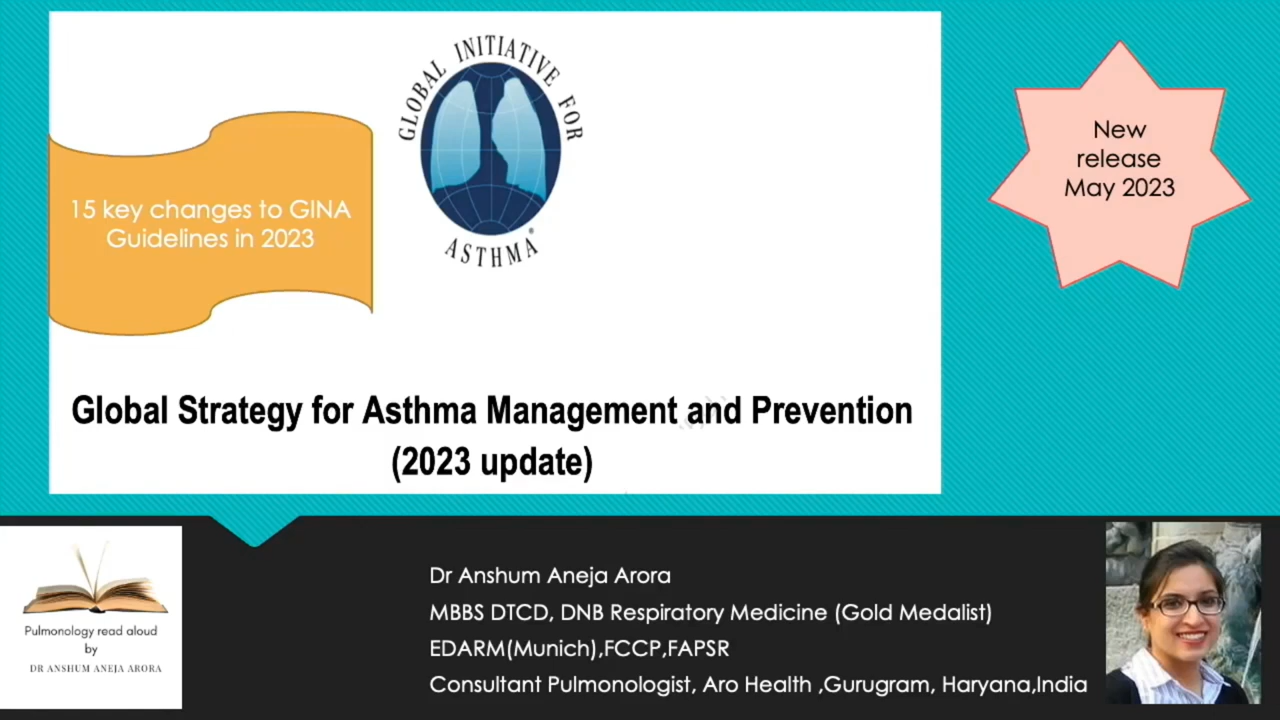 GLOBAL INITIATIVE FOR
ASTHMA
15 key changes to GINA
Guidelines in 2023
New
release
May 2023
Global Strategy for Asthma Management and Prevention
(2023 update)
Pulmonology read aloud
by
DR ANSHUM ANEJA ARORA
Dr Anshum Aneja Arora
MBBS DTCD, DNB Respiratory Medicine (Gold Medalist)
EDARM(Munich),FCCP,FAPSR
Consultant Pulmonologist, Aro Health ,Gurugram, Haryana,India